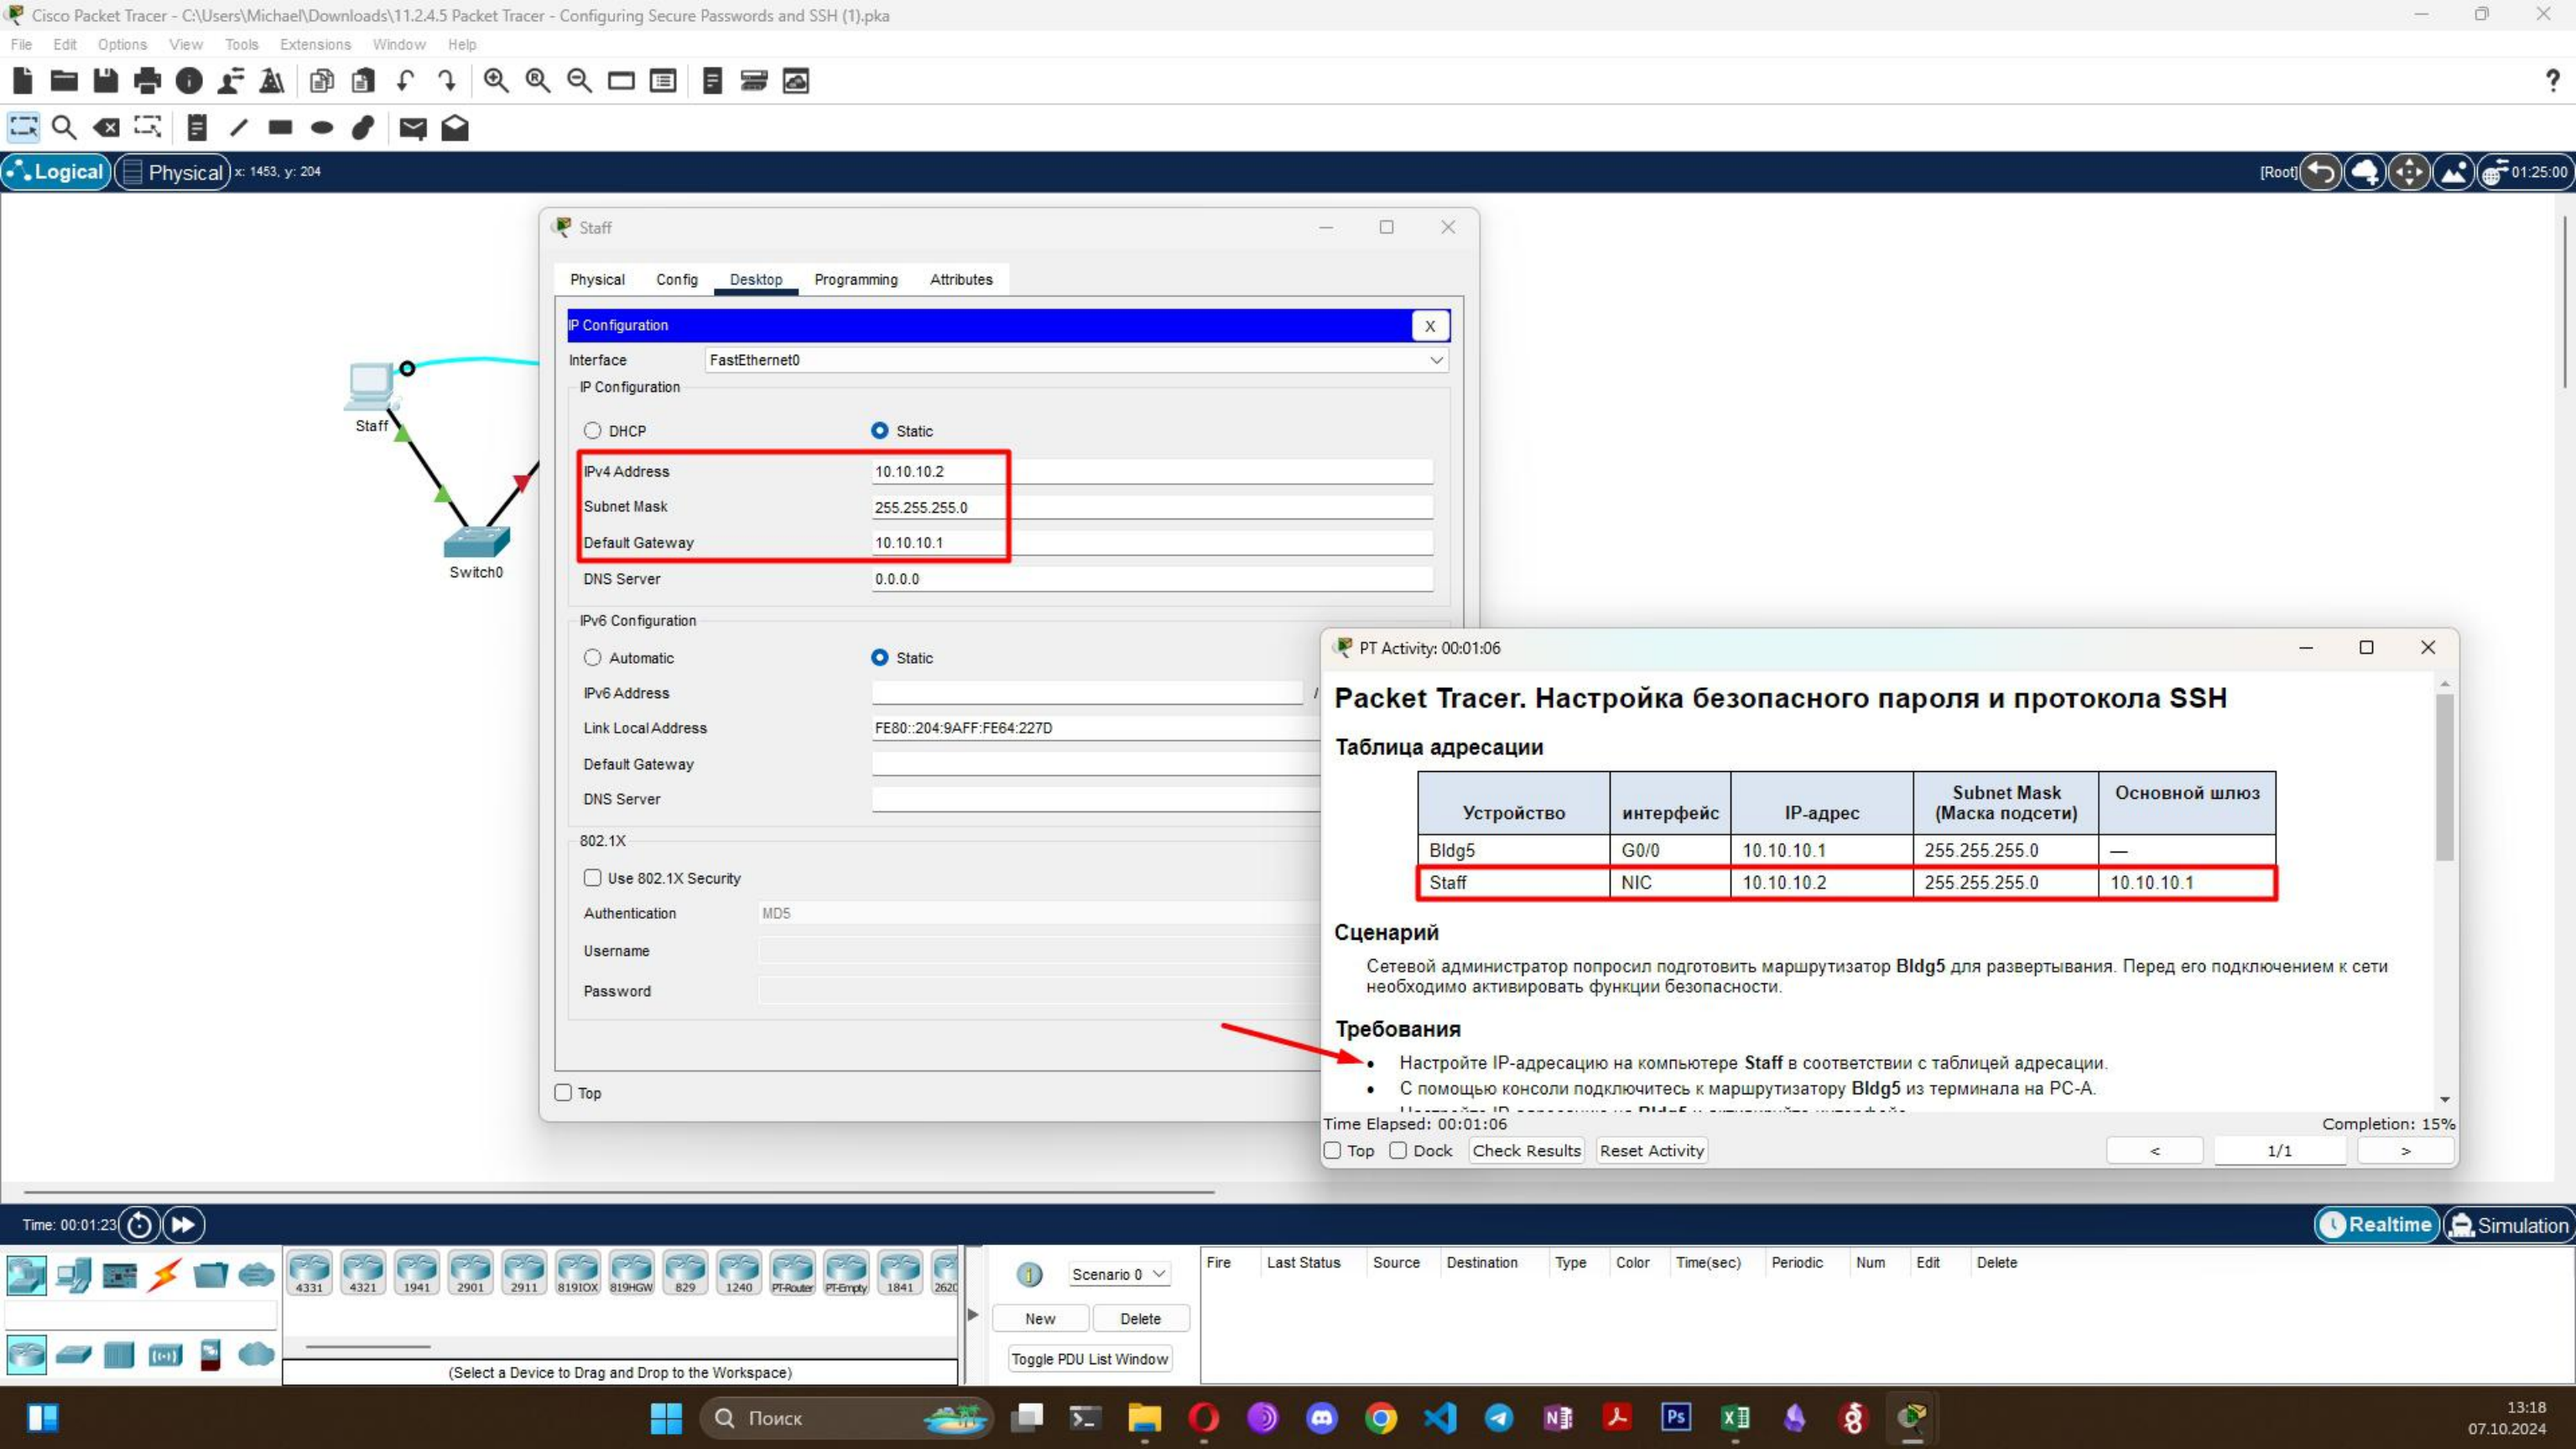 Cisco Packet Tracer - C:\Users\Michael\Downloads\11.2.4.5 Packet Tracer - Configuring Secure Passwords and SSH (1).pka
File Edit Options View Tools Extensions Window Help
Logical Physical x: 1453, y: 204 [Root] 01:25:00
Staff
Switch0
Staff
Physical Config Desktop Programming Attributes
IP Configuration X
Interface FastEthernet0
IP Configuration
DHCP Static
IPv4 Address 10.10.10.2
Subnet Mask 255.255.255.0
Default Gateway 10.10.10.1
DNS Server 0.0.0.0
IPv6 Configuration
Automatic Static
IPv6 Address /
Link Local Address FE80::204:9AFF:FE64:227D
Default Gateway
DNS Server
802.1X
Use 802.1X Security
Authentication MD5
Username
Password
Top
PT Activity: 00:01:06
Packet Tracer. Настройка безопасного пароля и протокола SSH
Таблица адресации
Устройство интерфейс IP-адрес Subnet Mask (Маска подсети) Основной шлюз
Bldg5 G0/0 10.10.10.1 255.255.255.0 —
Staff NIC 10.10.10.2 255.255.255.0 10.10.10.1
Сценарий
Сетевой администратор попросил подготовить маршрутизатор Bldg5 для развертывания. Перед его подключением к сети
необходимо активировать функции безопасности.
Требования
• Настройте IP-адресацию на компьютере Staff в соответствии с таблицей адресации.
• С помощью консоли подключитесь к маршрутизатору Bldg5 из терминала на PC-A.
Time Elapsed: 00:01:06 Completion: 15%
Top Dock Check Results Reset Activity < 1/1 >
Time: 00:01:23 Realtime Simulation
4331 4321 1941 2901 2911 819IOX 819HGW 829 1240 PT-Router PT-Empty 1841
(Select a Device to Drag and Drop to the Workspace)
Scenario 0
New Delete
Toggle PDU List Window
Fire Last Status Source Destination Type Color Time(sec) Periodic Num Edit Delete
Поиск
13:18
07.10.2024